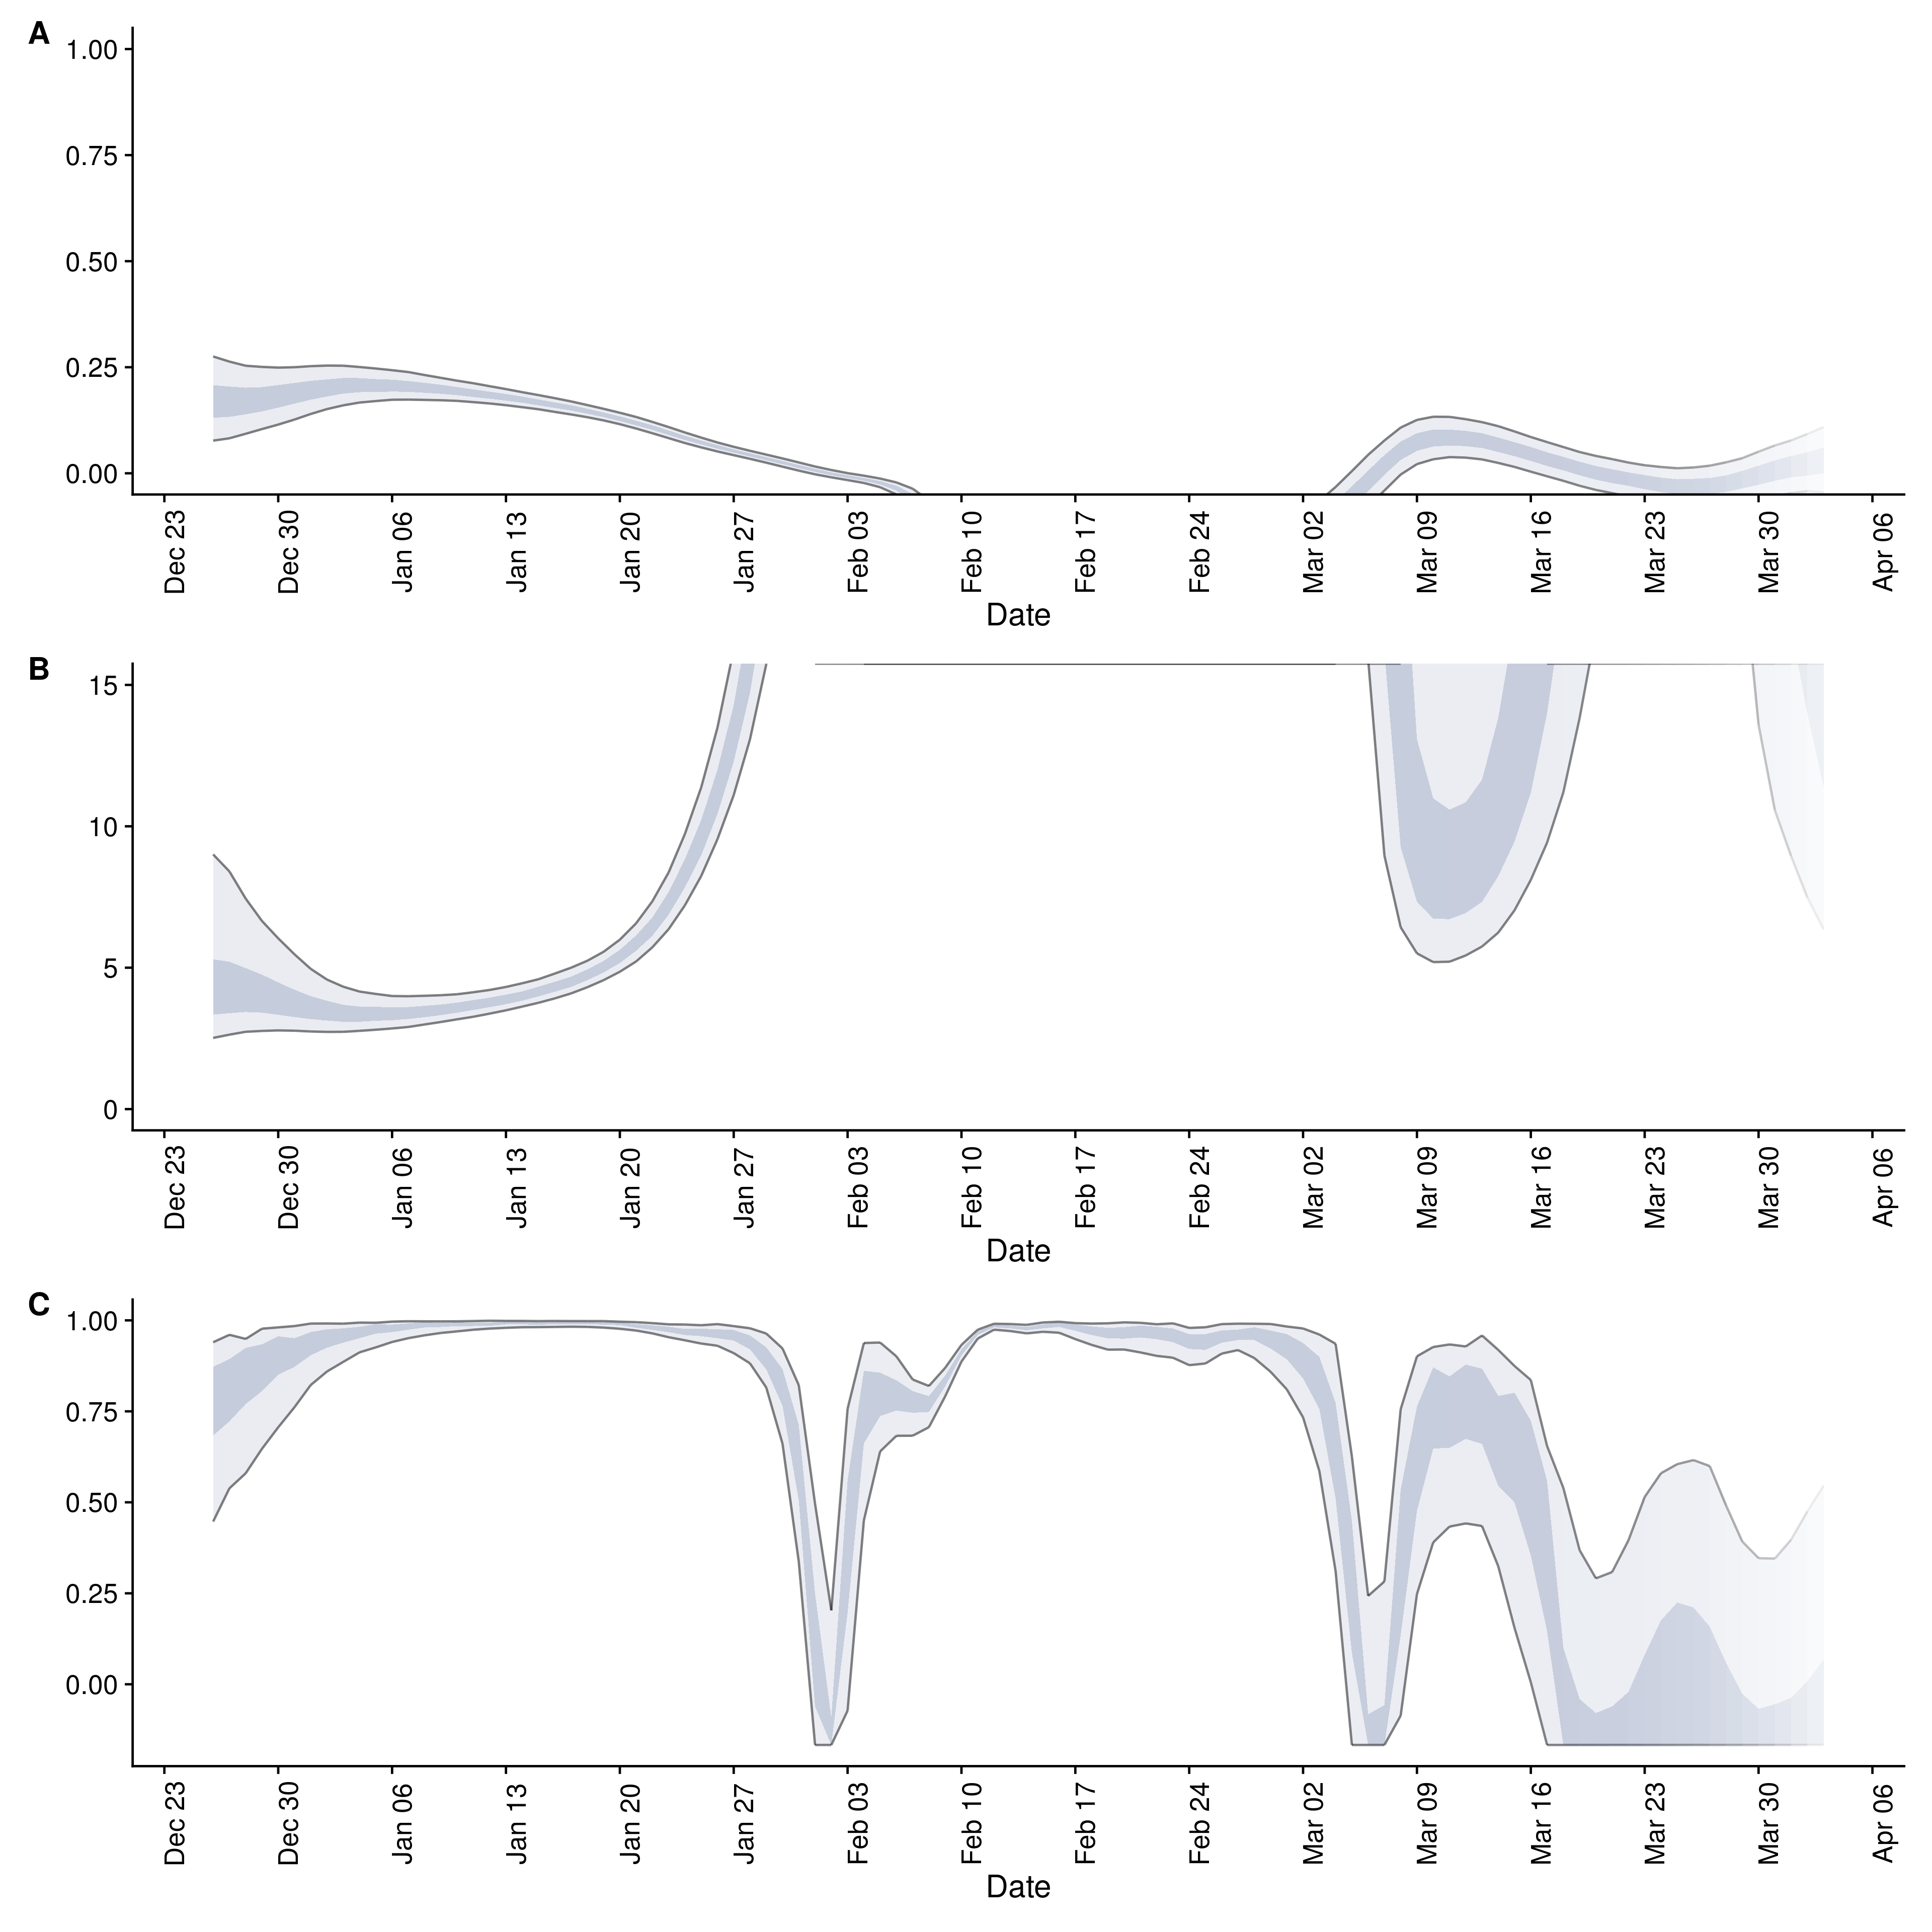 A
1.00
0.75
0.50
0.25
0.00
Dec 23
Dec 30
Jan 06
Jan 13
Jan 20
Jan 27
Feb 03
Feb 10
Feb 17
Feb 24
Mar 02
Mar 09
Mar 16
Mar 23
Mar 30
Apr 06
Date
B
15
10
5
0
Dec 23
Dec 30
Jan 06
Jan 13
Jan 20
Jan 27
Feb 03
Feb 10
Feb 17
Feb 24
Mar 02
Mar 09
Mar 16
Mar 23
Mar 30
Apr 06
Date
C
1.00
0.75
0.50
0.25
0.00
Dec 23
Dec 30
Jan 06
Jan 13
Jan 20
Jan 27
Feb 03
Feb 10
Feb 17
Feb 24
Mar 02
Mar 09
Mar 16
Mar 23
Mar 30
Apr 06
Date